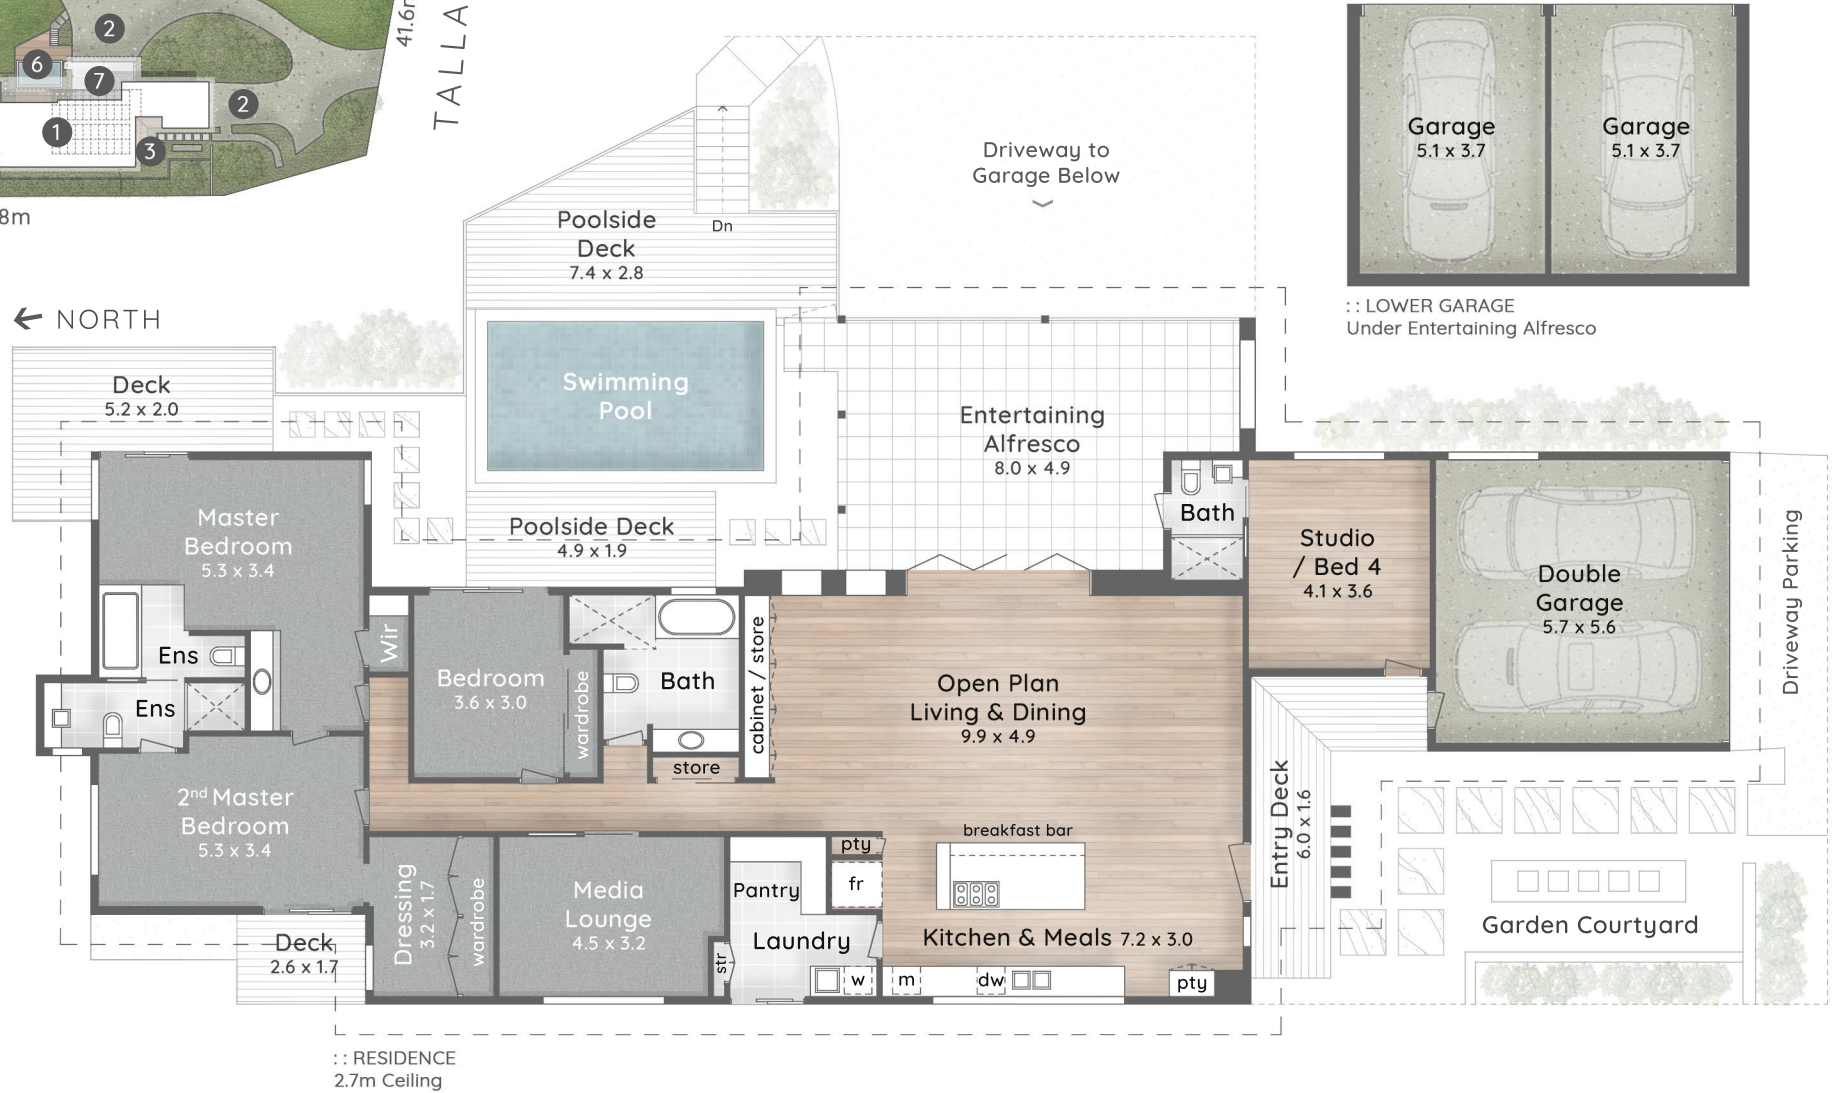 2
6
7
2
1
3
41.6m
TALLA
8m
Garage
5.1 x 3.7
Garage
5.1 x 3.7
: : LOWER GARAGE
Under Entertaining Alfresco
Driveway to
Garage Below
Dn
Poolside
Deck
7.4 x 2.8
← NORTH
Deck
5.2 x 2.0
Swimming
Pool
Entertaining
Alfresco
8.0 x 4.9
Poolside Deck
4.9 x 1.9
Master
Bedroom
5.3 x 3.4
Bath
Studio
/ Bed 4
4.1 x 3.6
Double
Garage
5.7 x 5.6
Driveway Parking
Ens
Wir
Ens
Bedroom
3.6 x 3.0
wardrobe
Bath
store
cabinet / store
Open Plan
Living & Dining
9.9 x 4.9
2nd Master
Bedroom
5.3 x 3.4
Entry Deck
6.0 x 1.6
breakfast bar
pty
fr
Pantry
Dressing
3.2 x 1.7
wardrobe
Media
Lounge
4.5 x 3.2
Laundry
str
w
Kitchen & Meals 7.2 x 3.0
m
dw
pty
Garden Courtyard
Deck
2.6 x 1.7
: : RESIDENCE
2.7m Ceiling